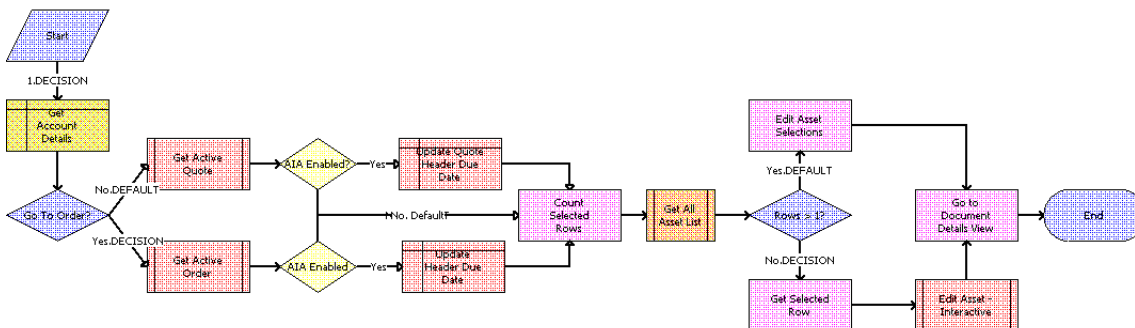 Start
1.DECISION
Get
Account
Details
Go To Order?
No.DEFAULT
Yes.DECISION
Get Active
Quote
Get Active
Order
AIA Enabled?
Yes
AIA Enabled
Yes
Update Quote
Header Due
Date
No. Default
Update
Header Due
Date
Count
Selected
Rows
Get All
Asset List
Edit Asset
Selections
Yes.DEFAULT
Rows > 1?
No.DECISION
Get Selected
Row
Go to
Document
Details View
Edit Asset -
Interactive
End